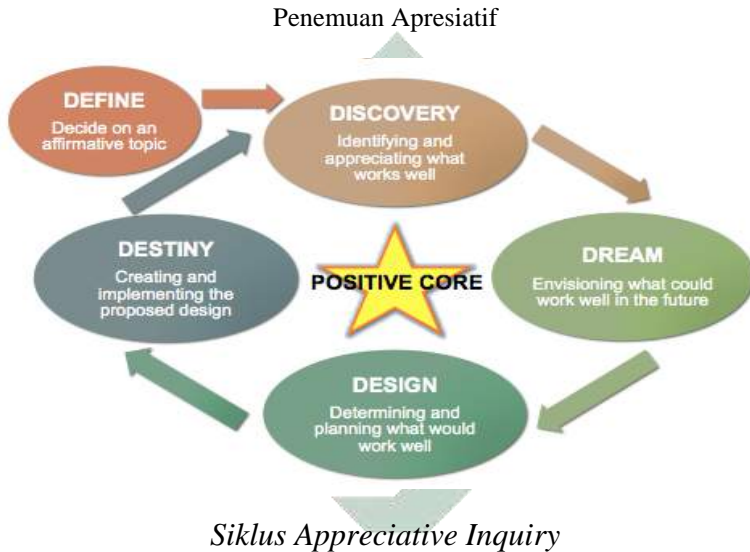 Penemuan Apresiatif
DEFINE
Decide on an
affirmative topic
DISCOVERY
Identifying and
appreciating what
works well
DESTINY
Creating and
implementing the
proposed design
POSITIVE CORE
DREAM
Envisioning what could
work well in the future
DESIGN
Determining and
planning what would
work well
Siklus Appreciative Inquiry